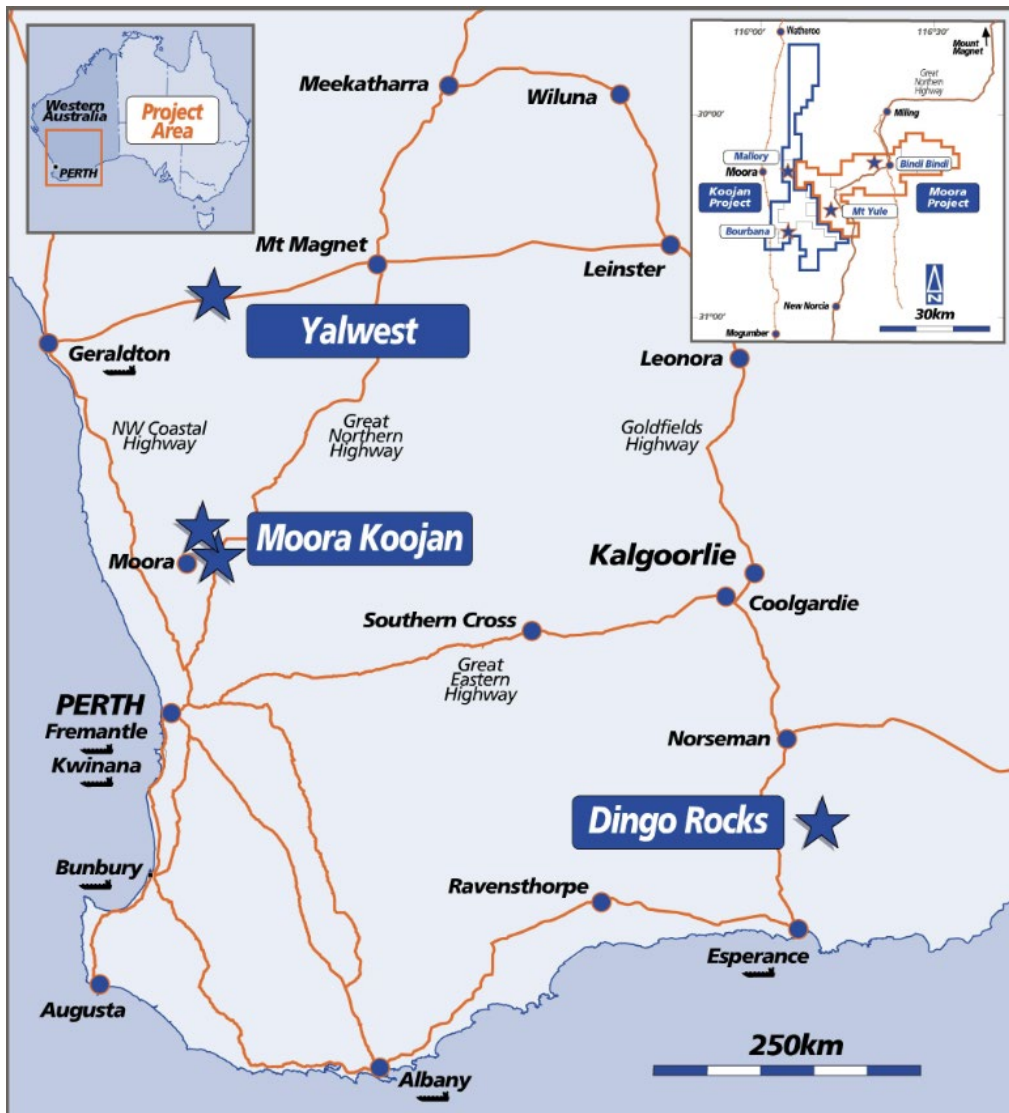 Western
Australia
Project
Area
PERTH
Meekatharra
Wiluna
116°00'
116°30'
Watheroo
Mount
Magnet
Great
Northern
Highway
30°00'
Miling
Mallory
Moora
Bindi Bindi
Koojan
Project
Moora
Project
Mt Yule
Bourbana
N
New Norcia
30km
31°00'
Mogumber
Mt Magnet
Leinster
Yalwest
Geraldton
Leonora
NW Coastal
Highway
Great
Northern
Highway
Goldfields
Highway
Moora Koojan
Moora
Kalgoorlie
Coolgardie
Southern Cross
Great
Eastern
Highway
PERTH
Fremantle
Kwinana
Norseman
Dingo Rocks
Bunbury
Ravensthorpe
Esperance
Augusta
250km
Albany